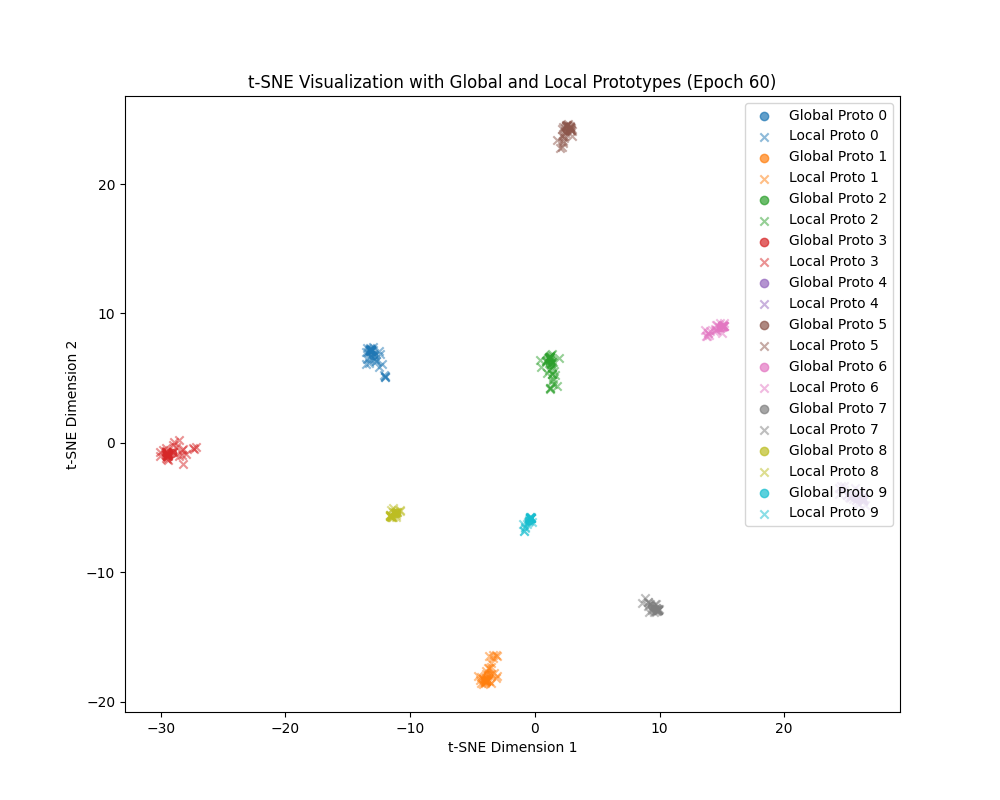 t-SNE Visualization with Global and Local Prototypes (Epoch 60)
Global Proto 0
Local Proto 0
Global Proto 1
Local Proto 1
Global Proto 2
Local Proto 2
Global Proto 3
Local Proto 3
Global Proto 4
Local Proto 4
Global Proto 5
Local Proto 5
Global Proto 6
Local Proto 6
Global Proto 7
Local Proto 7
Global Proto 8
Local Proto 8
Global Proto 9
Local Proto 9
t-SNE Dimension 2
20
10
0
−10
−20
−30
−20
−10
0
10
20
t-SNE Dimension 1